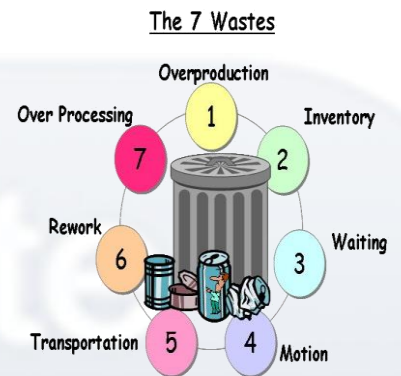 The 7 Wastes
Overproduction
1
Inventory
2
Waiting
3
Motion
4
Transportation
5
Rework
6
Over Processing
7